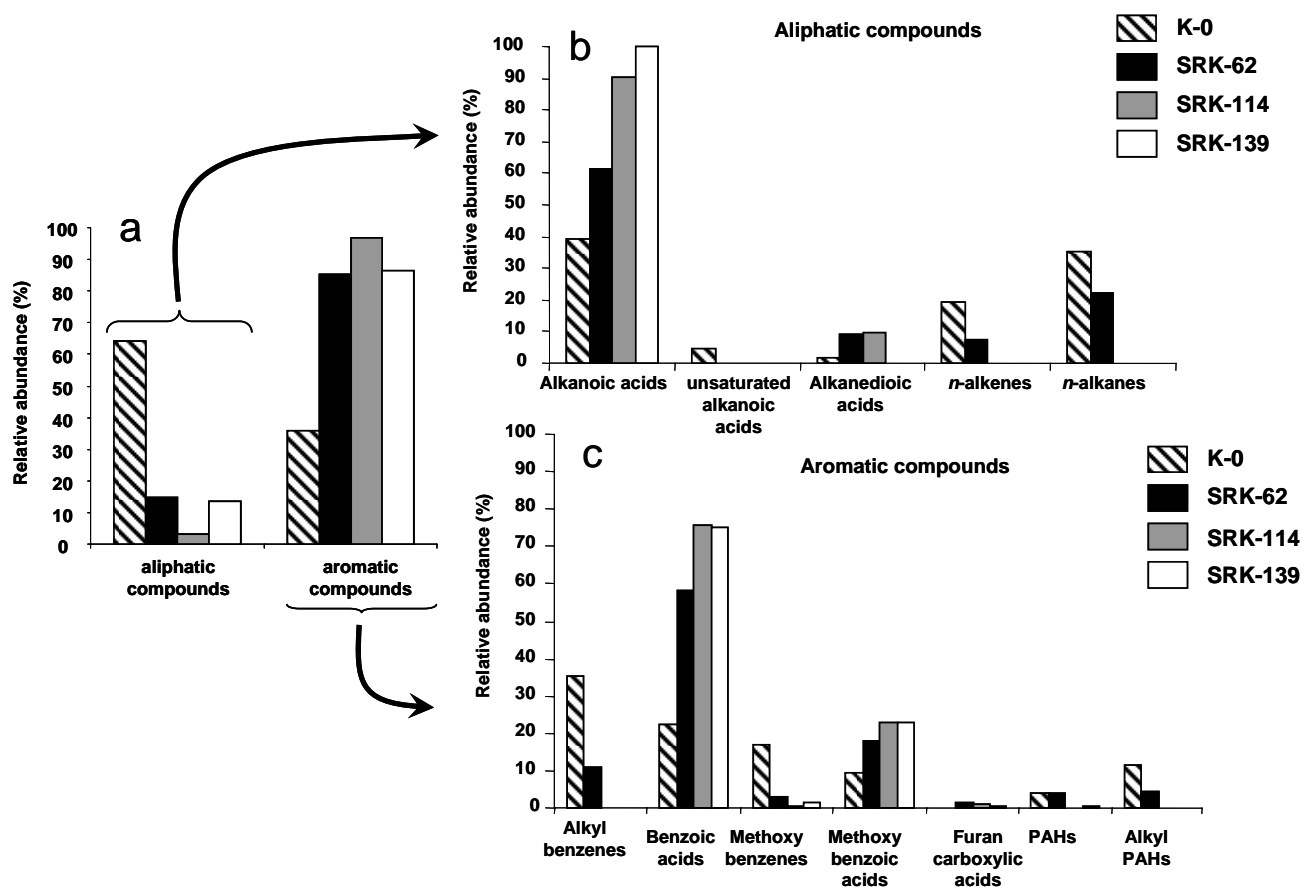 a
Relative abundance (%)
100
90
80
70
60
50
40
30
20
10
0
aliphatic
compounds
aromatic
compounds
b
Aliphatic compounds
Relative abundance (%)
100
90
80
70
60
50
40
30
20
10
0
Alkanoic acids
unsaturated
alkanoic
acids
Alkanedioic
acids
n-alkenes
n-alkanes
K-0
SRK-62
SRK-114
SRK-139
c
Aromatic compounds
Relative abundance (%)
100
90
80
70
60
50
40
30
20
10
0
Alkyl
benzenes
Benzoic
acids
Methoxy
benzenes
Methoxy
benzoic
acids
Furan
carboxylic
acids
PAHs
Alkyl
PAHs
K-0
SRK-62
SRK-114
SRK-139